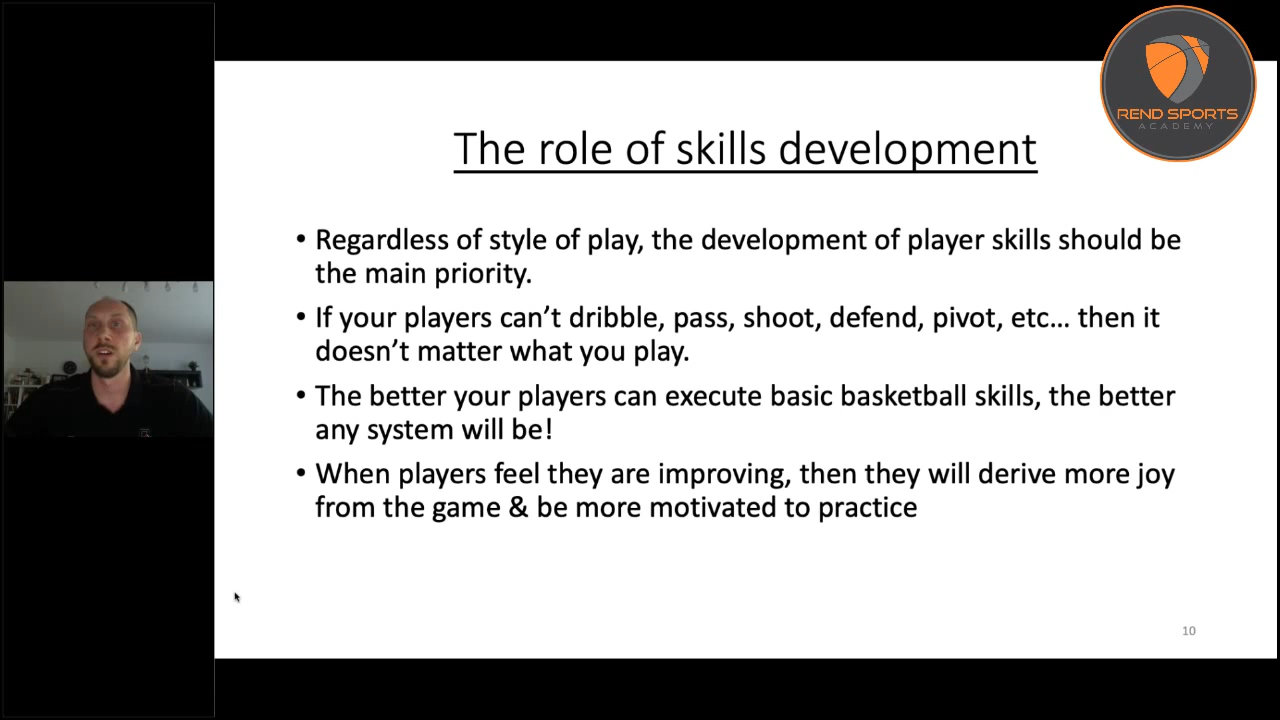 REND SPORTS
ACADEMY
The role of skills development
• Regardless of style of play, the development of player skills should be
the main priority.
• If your players can’t dribble, pass, shoot, defend, pivot, etc… then it
doesn’t matter what you play.
• The better your players can execute basic basketball skills, the better
any system will be!
• When players feel they are improving, then they will derive more joy
from the game & be more motivated to practice
10